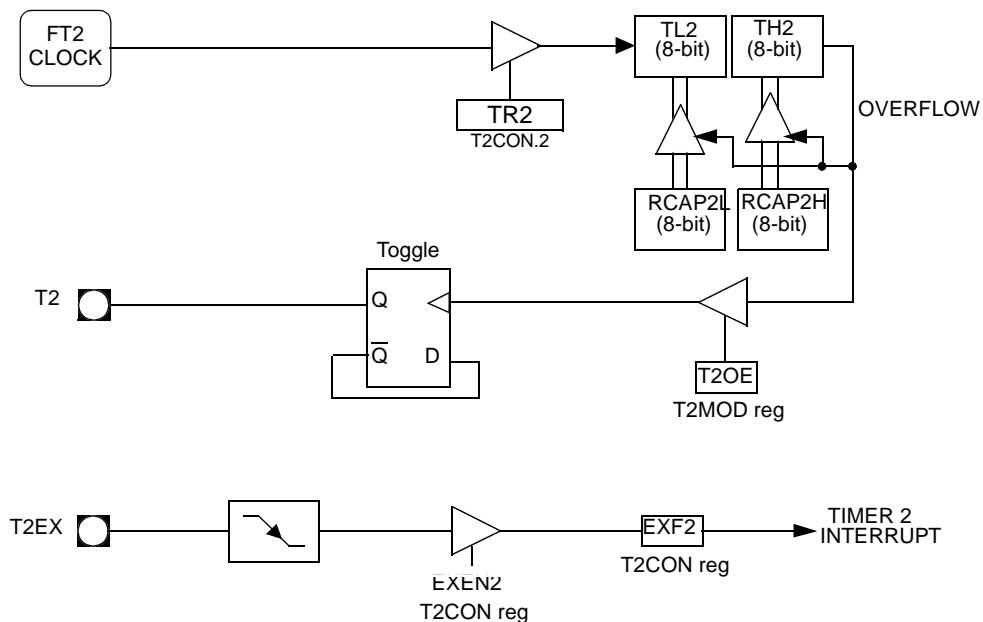 FT2
CLOCK
TR2
T2CON.2
TL2
(8-bit)
TH2
(8-bit)
OVERFLOW
RCAP2L
(8-bit)
RCAP2H
(8-bit)
Toggle
T2
Q
Q̅
D
T2OE
T2MOD reg
T2EX
EXEN2
T2CON reg
EXF2
T2CON reg
TIMER 2
INTERRUPT